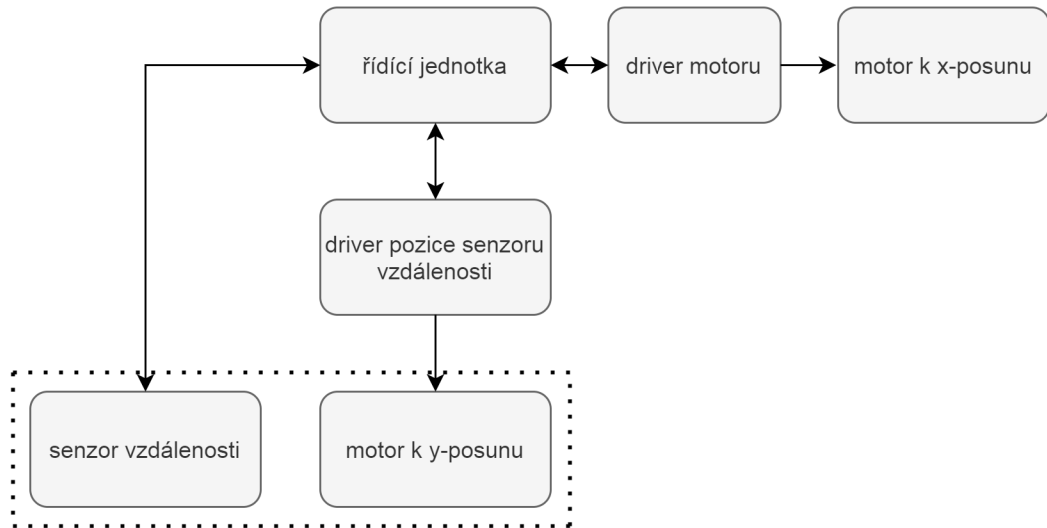 řídící jednotka
driver motoru
motor k x-posunu
driver pozice senzoru
vzdálenosti
senzor vzdálenosti
motor k y-posunu